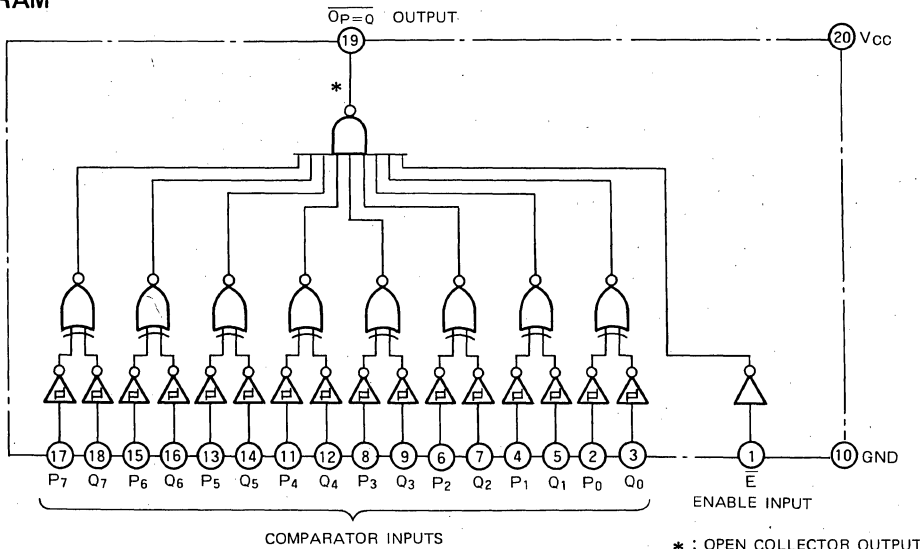 RAM
OP=Q OUTPUT
19
20 VCC
*
17 18 15 16 13 14 11 12 8 9 6 7 4 5 2 3 1 10 GND
P7 Q7 P6 Q6 P5 Q5 P4 Q4 P3 Q3 P2 Q2 P1 Q1 P0 Q0 E
ENABLE INPUT
COMPARATOR INPUTS
* : OPEN COLLECTOR OUTPUT